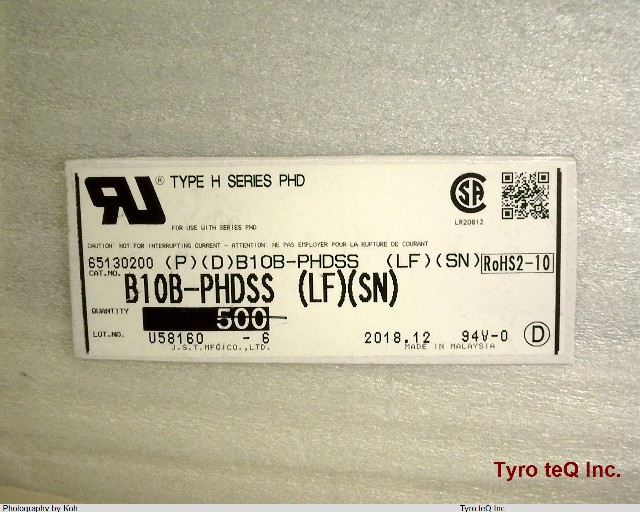 ® TYPE H SERIES PHD
FOR USE WITH SERIES PHD
LR20812
CAUTION: NOT FOR INTERRUPTING CURRENT - ATTENTION: NE PAS EMPLOYER POUR LA RUPTURE DE COURANT
65130200 (P)(D)B10B-PHDSS (LF)(SN) RoHS2-10
CAT.NO. B10B-PHDSS (LF)(SN)
QUANTITY 500
LOT.NO. U58160 - 6 2018.12 94V-0 D
J.S.T.MFG/CO.,LTD. MADE IN MALAYSIA
Tyro teQ Inc.
Photography by Koh Tyro teQ Inc